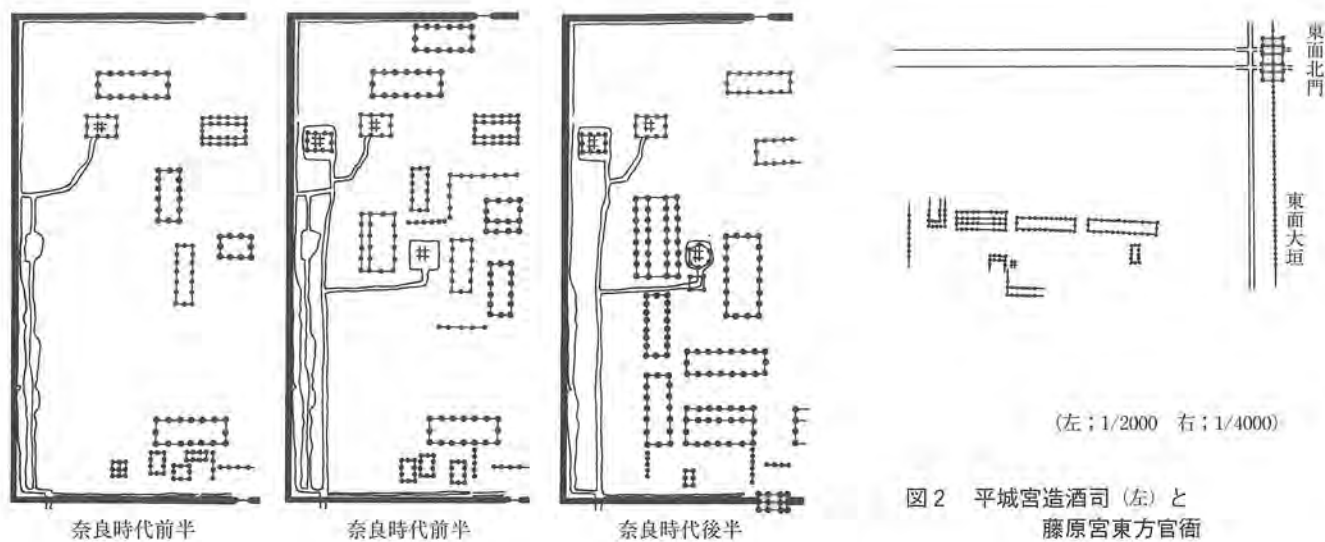 奈良時代前半
奈良時代前半
奈良時代後半
東面北門
東面大垣
(左；1/2000　右；1/4000)
図2　平城宮造酒司（左）と
藤原宮東方官衙